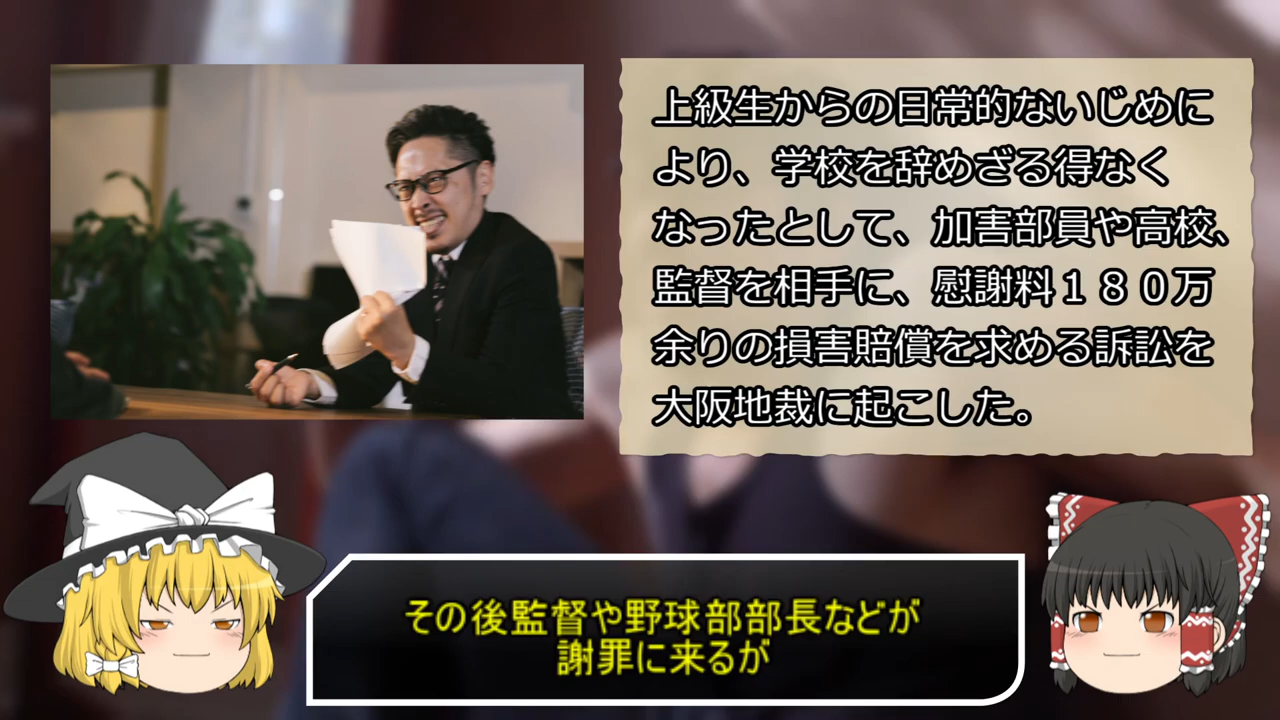 上級生からの日常的ないじめに
より、学校を辞めざる得なく
なったとして、加害部員や高校、
監督を相手に、慰謝料１８０万
余りの損害賠償を求める訴訟を
大阪地裁に起こした。
その後監督や野球部部長などが
謝罪に来るが